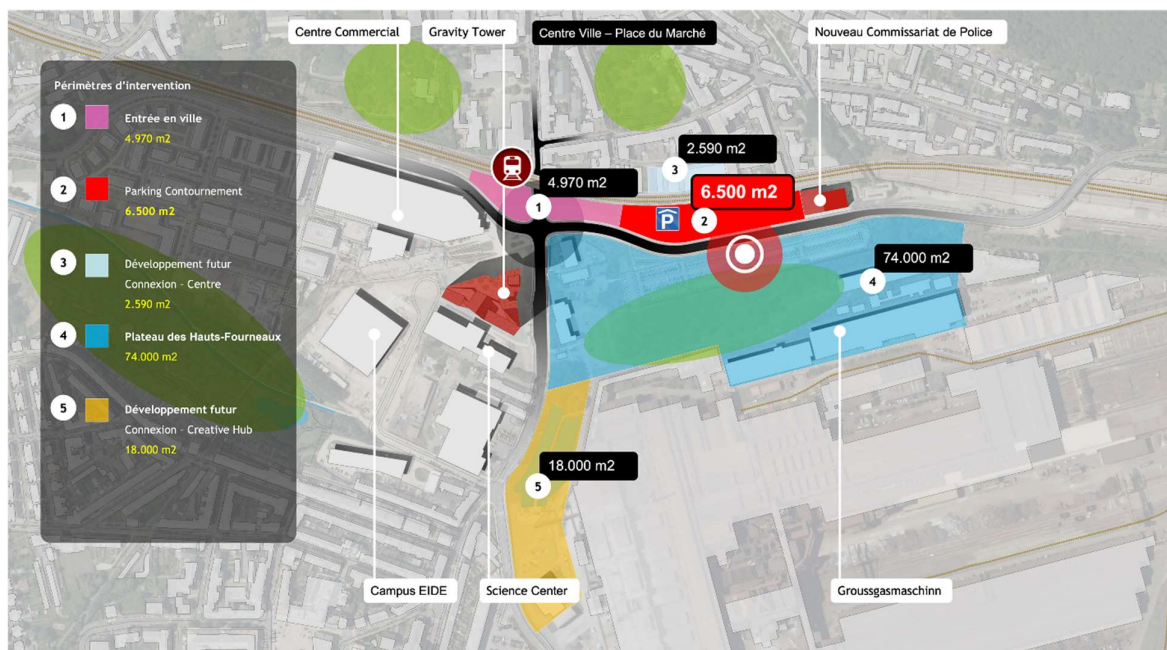 Centre Commercial
Gravity Tower
Centre Ville – Place du Marché
Nouveau Commissariat de Police
Périmètres d'intervention
1
Entrée en ville
4.970 m2
2
Parking Contournement
6.500 m2
3
Développement futur
Connexion - Centre
2.590 m2
4
Plateau des Hauts-Fourneaux
74.000 m2
5
Développement futur
Connexion - Creative Hub
18.000 m2
2.590 m2
3
4.970 m2
1
6.500 m2
P
2
74.000 m2
4
18.000 m2
5
Campus EIDE
Science Center
Groussgasmaschinn